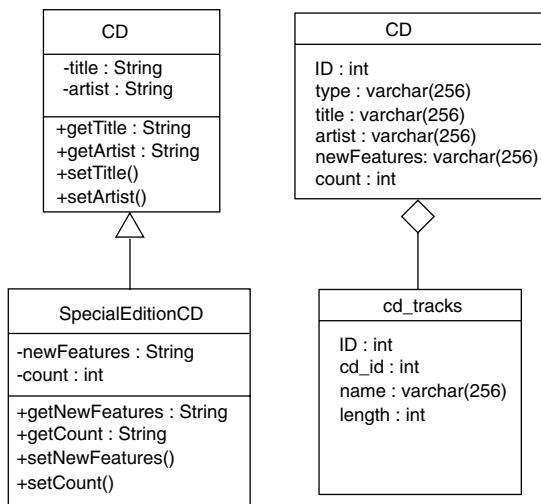 CD
-title : String
-artist : String
+getTitle : String
+getArtist : String
+setTitle()
+setArtist()
SpecialEditionCD
-newFeatures : String
-count : int
+getNewFeatures : String
+getCount : String
+setNewFeatures()
+setCount()
CD
ID : int
type : varchar(256)
title : varchar(256)
artist : varchar(256)
newFeatures: varchar(256)
count : int
cd_tracks
ID : int
cd_id : int
name : varchar(256)
length : int